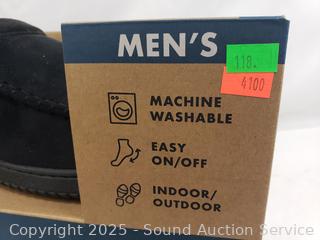 MEN'S
118.
4100
MACHINE
WASHABLE
EASY
ON/OFF
INDOOR/
OUTDOOR
Copyright 2025 - Sound Auction Service